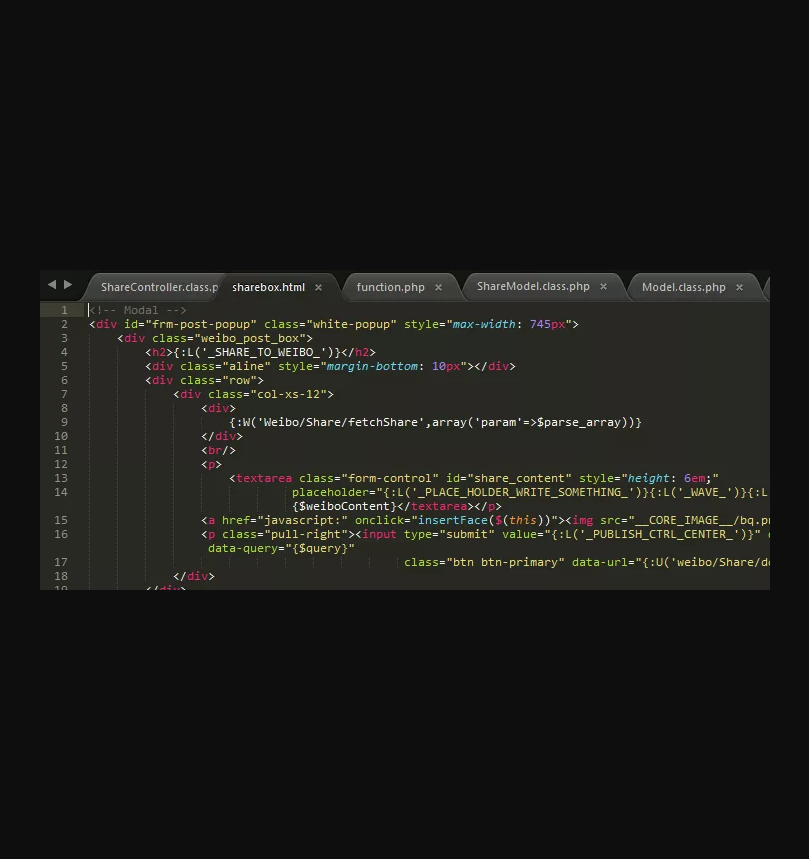 ShareController.class.p sharebox.html × function.php × ShareModel.class.php × Model.class.php ×
1 <!-- Modal -->
2 <div id="frm-post-popup" class="white-popup" style="max-width: 745px">
3 <div class="weibo_post_box">
4 <h2>{:L('_SHARE_TO_WEIBO_')}</h2>
5 <div class="aline" style="margin-bottom: 10px"></div>
6 <div class="row">
7 <div class="col-xs-12">
8 <div>
9 {:W('Weibo/Share/fetchShare',array('param'=>$parse_array))}
10 </div>
11 <br/>
12 <p>
13 <textarea class="form-control" id="share_content" style="height: 6em;"
14 placeholder="{:L('_PLACE_HOLDER_WRITE_SOMETHING_')}{:L('_WAVE_')}{:L
{$weiboContent}</textarea></p>
15 <a href="javascript:" onclick="insertFace($(this))"><img src="__CORE_IMAGE__/bq.pn
16 <p class="pull-right"><input type="submit" value="{:L('_PUBLISH_CTRL_CENTER_')}"
data-query="{$query}"
17 class="btn btn-primary" data-url="{:U('weibo/Share/do
18 </div>
19 </div>